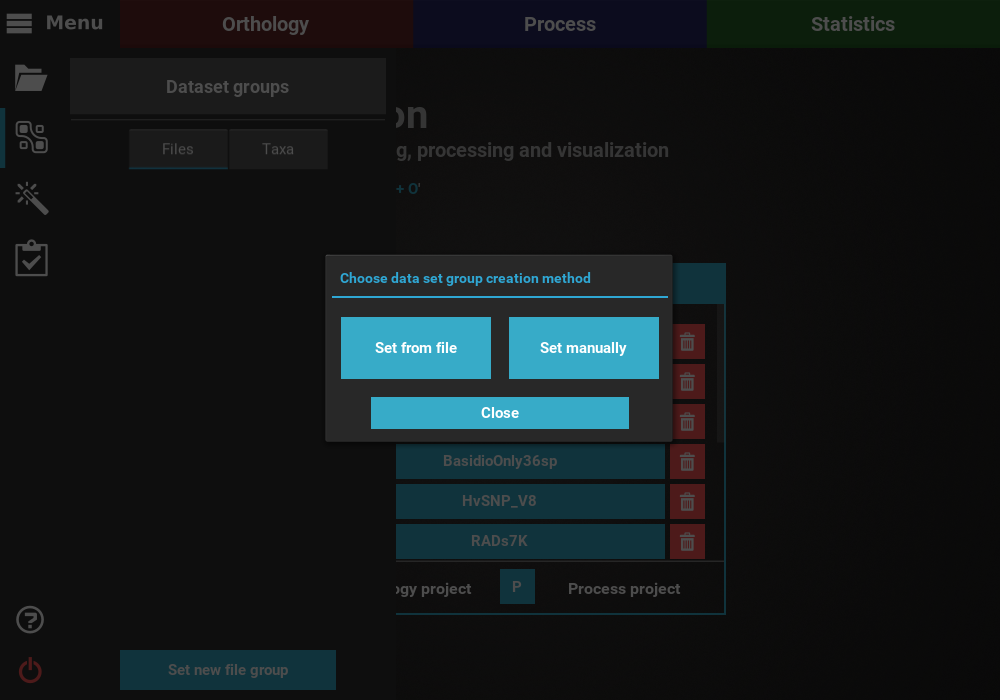 Menu
Orthology
Process
Statistics
Dataset groups
Files
Taxa
on
g, processing and visualization
+ O'
Choose data set group creation method
Set from file
Set manually
Close
BasidioOnly36sp
HvSNP_V8
RADs7K
ogy project
P
Process project
?
Set new file group